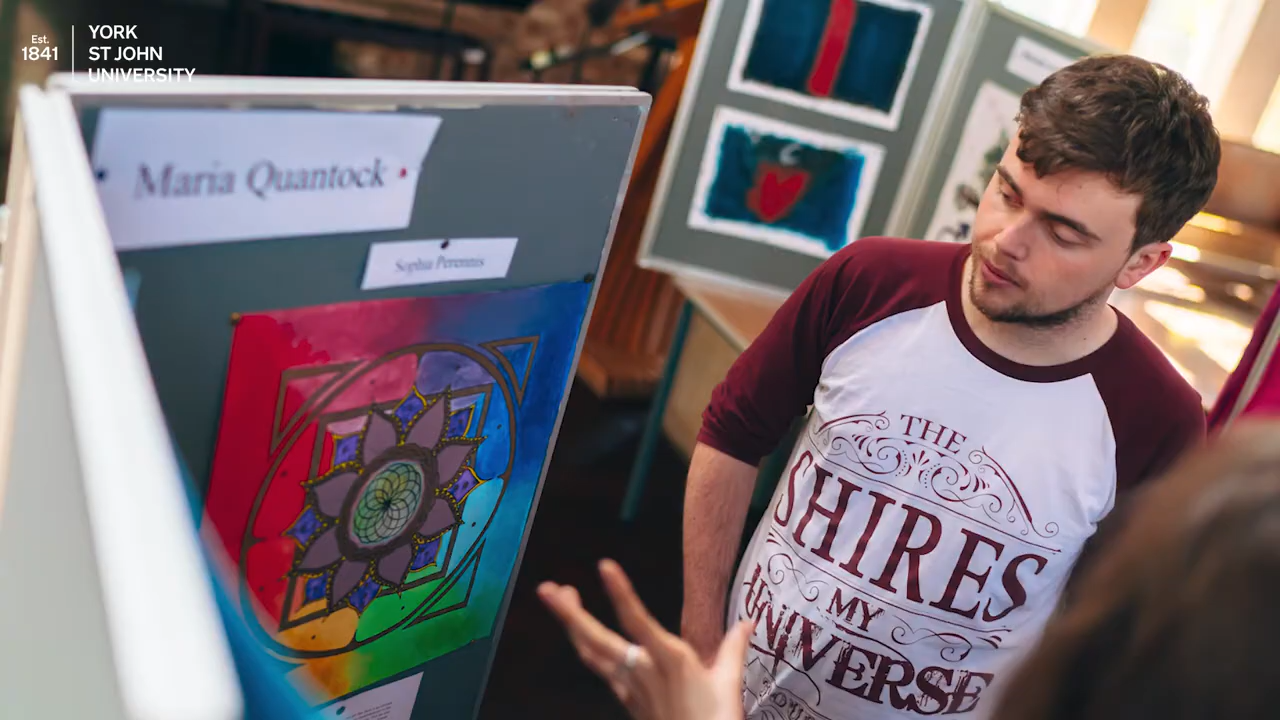 Est.
1841
YORK
ST JOHN
UNIVERSITY
Maria Quantock
Sophia Perennis
THE
SHIRES
MY
UNIVERSE